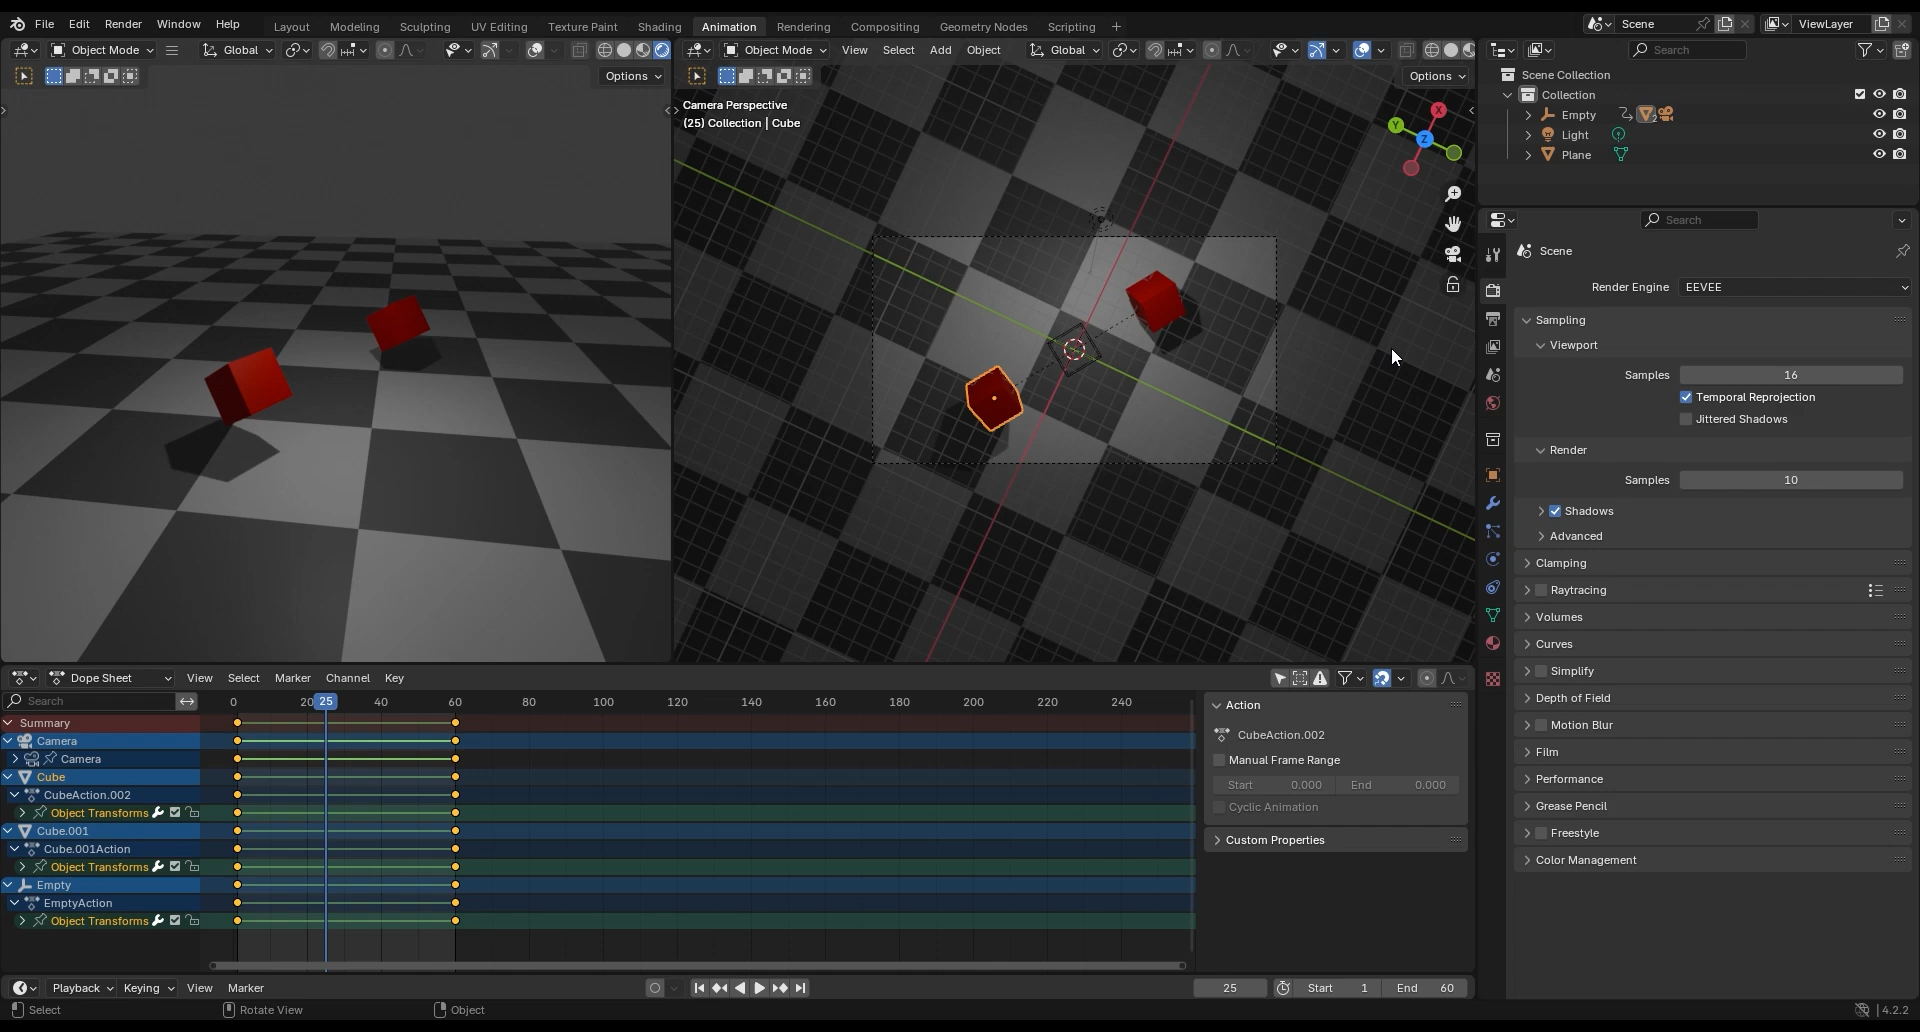 File Edit Render Window Help Layout Modeling Sculpting UV Editing Texture Paint Shading Animation Rendering Compositing Geometry Nodes Scripting + Scene ViewLayer
Object Mode Global Object Mode View Select Add Object Global Search
Options Options
Scene Collection
Collection
Empty 2
Light
Plane
Camera Perspective
(25) Collection | Cube
X
Y
Z
Search
Scene
Render Engine EEVEE
Sampling
Viewport
Samples 16
Temporal Reprojection
Jittered Shadows
Render
Samples 10
Shadows
Advanced
Clamping
Raytracing
Volumes
Curves
Simplify
Depth of Field
Motion Blur
Film
Performance
Grease Pencil
Freestyle
Color Management
Dope Sheet View Select Marker Channel Key
Search 0 20 25 40 60 80 100 120 140 160 180 200 220 240
Summary
Camera
Camera
Cube
CubeAction.002
Object Transforms
Cube.001
Cube.001Action
Object Transforms
Empty
EmptyAction
Object Transforms
Action
CubeAction.002
Manual Frame Range
Start 0.000 End 0.000
Cyclic Animation
Custom Properties
Playback Keying View Marker 25 Start 1 End 60
Select Rotate View Object 4.2.2